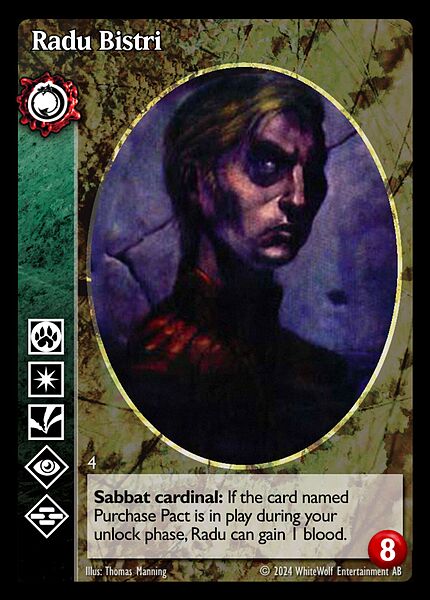 Radu Bistri
4
Sabbat cardinal: If the card named
Purchase Pact is in play during your
unlock phase, Radu can gain 1 blood.
8
Illus: Thomas Manning
© 2024 WhiteWolf Entertainment AB